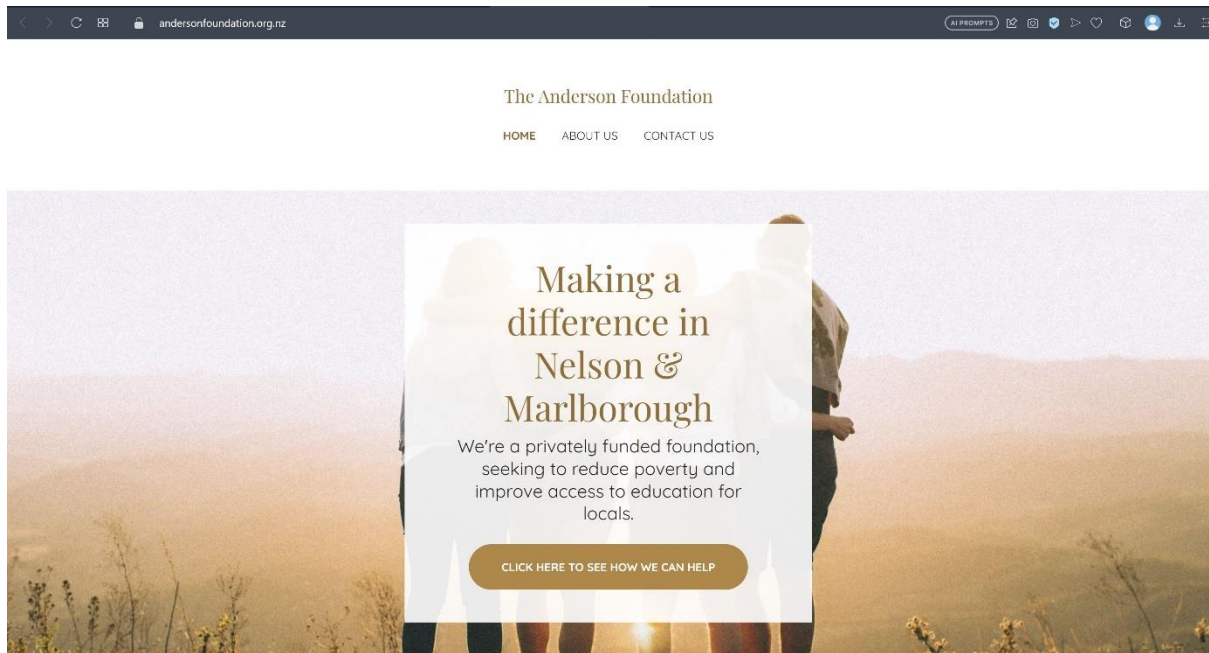 andersonfoundation.org.nz
AI PROMPTS
The Anderson Foundation
HOME ABOUT US CONTACT US
Making a
difference in
Nelson &
Marlborough
We're a privately funded foundation,
seeking to reduce poverty and
improve access to education for
locals.
CLICK HERE TO SEE HOW WE CAN HELP